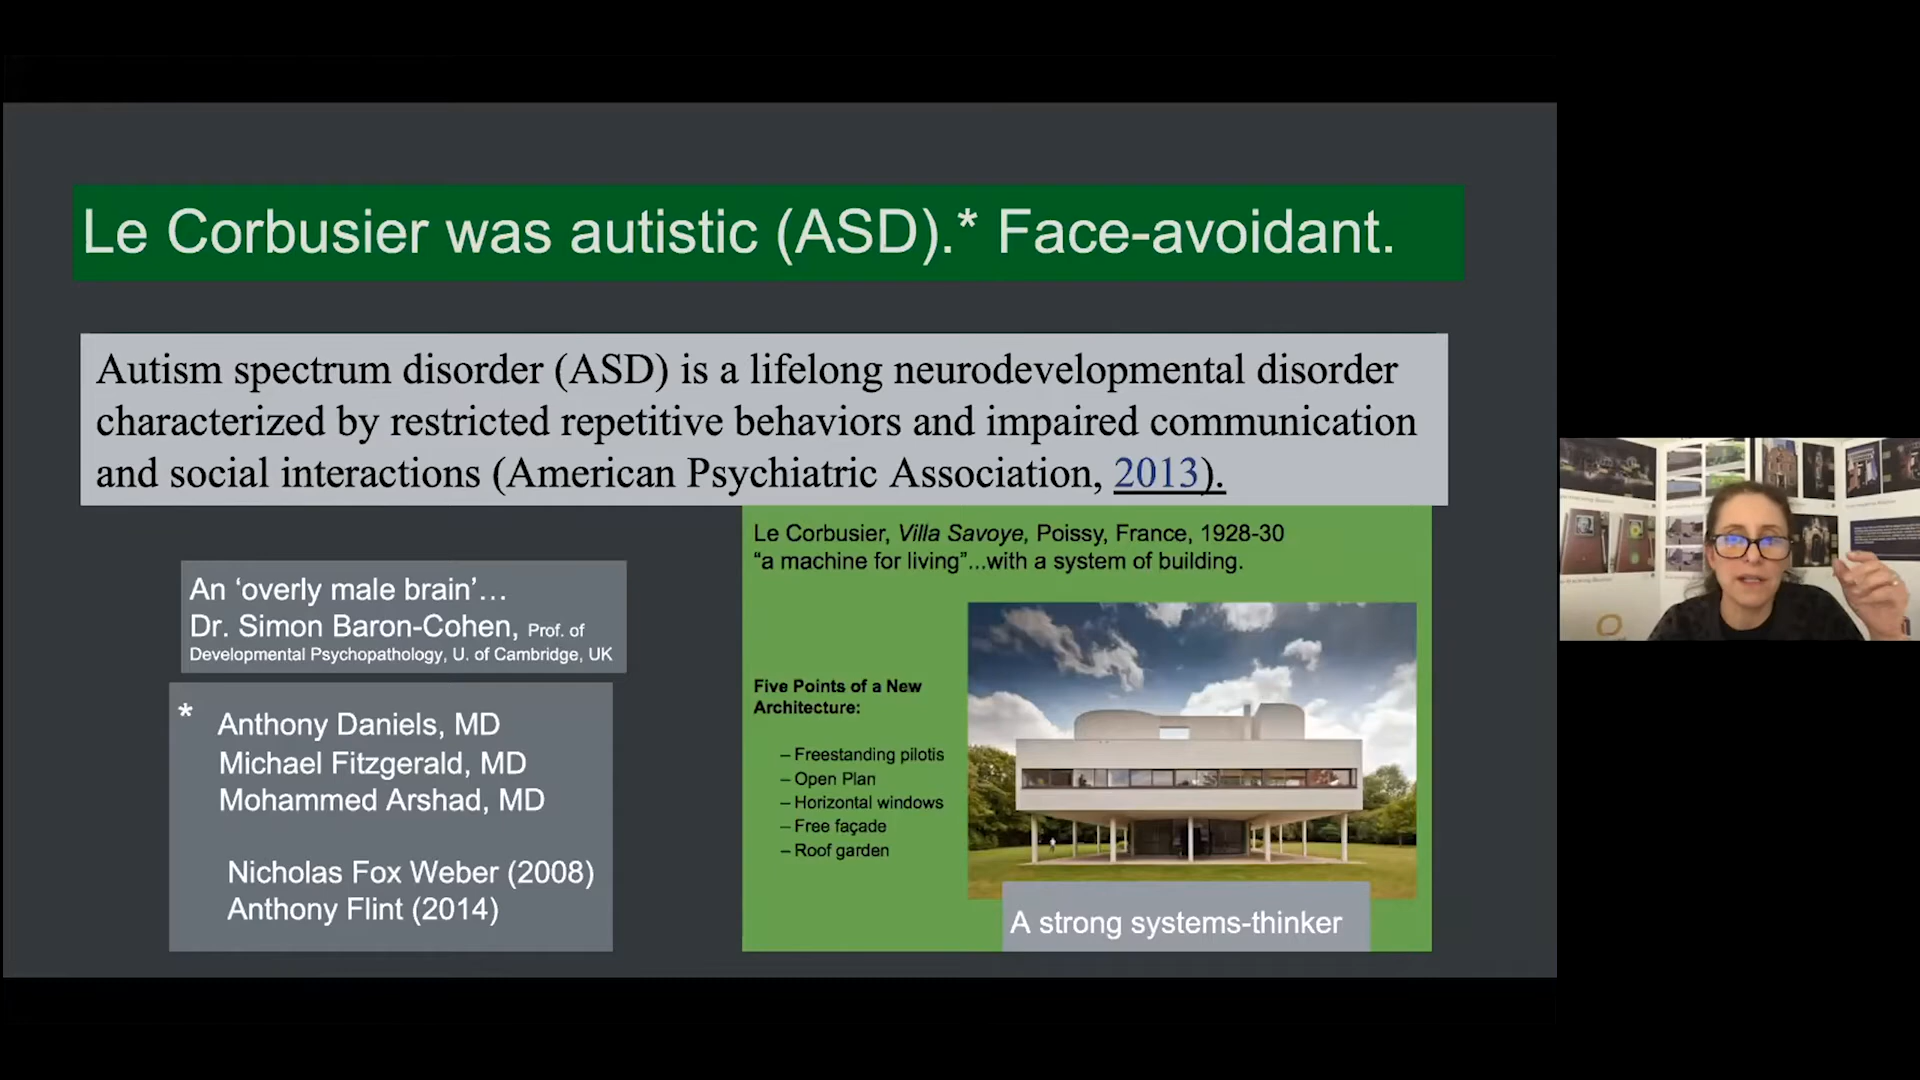 Le Corbusier was autistic (ASD).* Face-avoidant.
Autism spectrum disorder (ASD) is a lifelong neurodevelopmental disorder
characterized by restricted repetitive behaviors and impaired communication
and social interactions (American Psychiatric Association, 2013).
An ‘overly male brain’…
Dr. Simon Baron-Cohen, Prof. of
Developmental Psychopathology, U. of Cambridge, UK
* Anthony Daniels, MD
Michael Fitzgerald, MD
Mohammed Arshad, MD
Nicholas Fox Weber (2008)
Anthony Flint (2014)
Le Corbusier, Villa Savoye, Poissy, France, 1928-30
“a machine for living”...with a system of building.
Five Points of a New
Architecture:
– Freestanding pilotis
– Open Plan
– Horizontal windows
– Free façade
– Roof garden
A strong systems-thinker